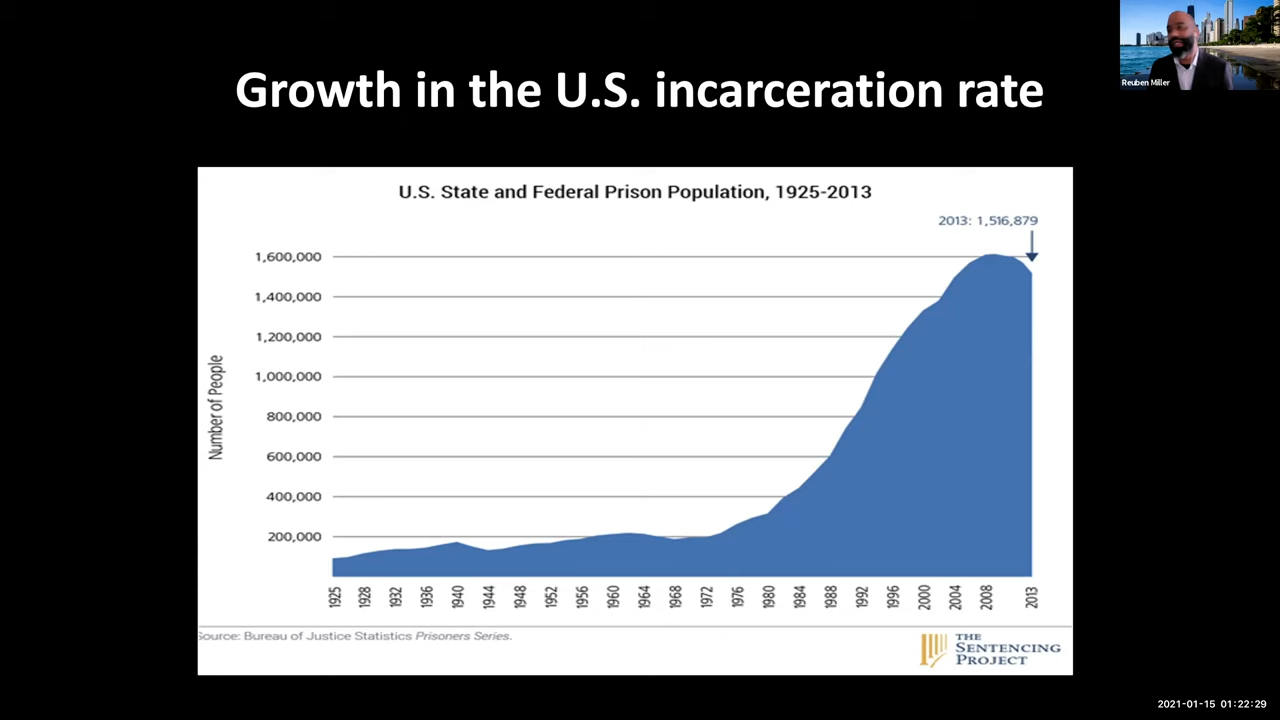 Growth in the U.S. incarceration rate
Reuben Miller
U.S. State and Federal Prison Population, 1925-2013
2013: 1,516,879
1,600,000
1,400,000
1,200,000
1,000,000
800,000
600,000
400,000
200,000
Number of People
1925 1928 1932 1936 1940 1944 1948 1952 1956 1960 1964 1968 1972 1976 1980 1984 1988 1992 1996 2000 2004 2008 2013
Source: Bureau of Justice Statistics Prisoners Series.
THE
SENTENCING
PROJECT
2021-01-15 01:22:29